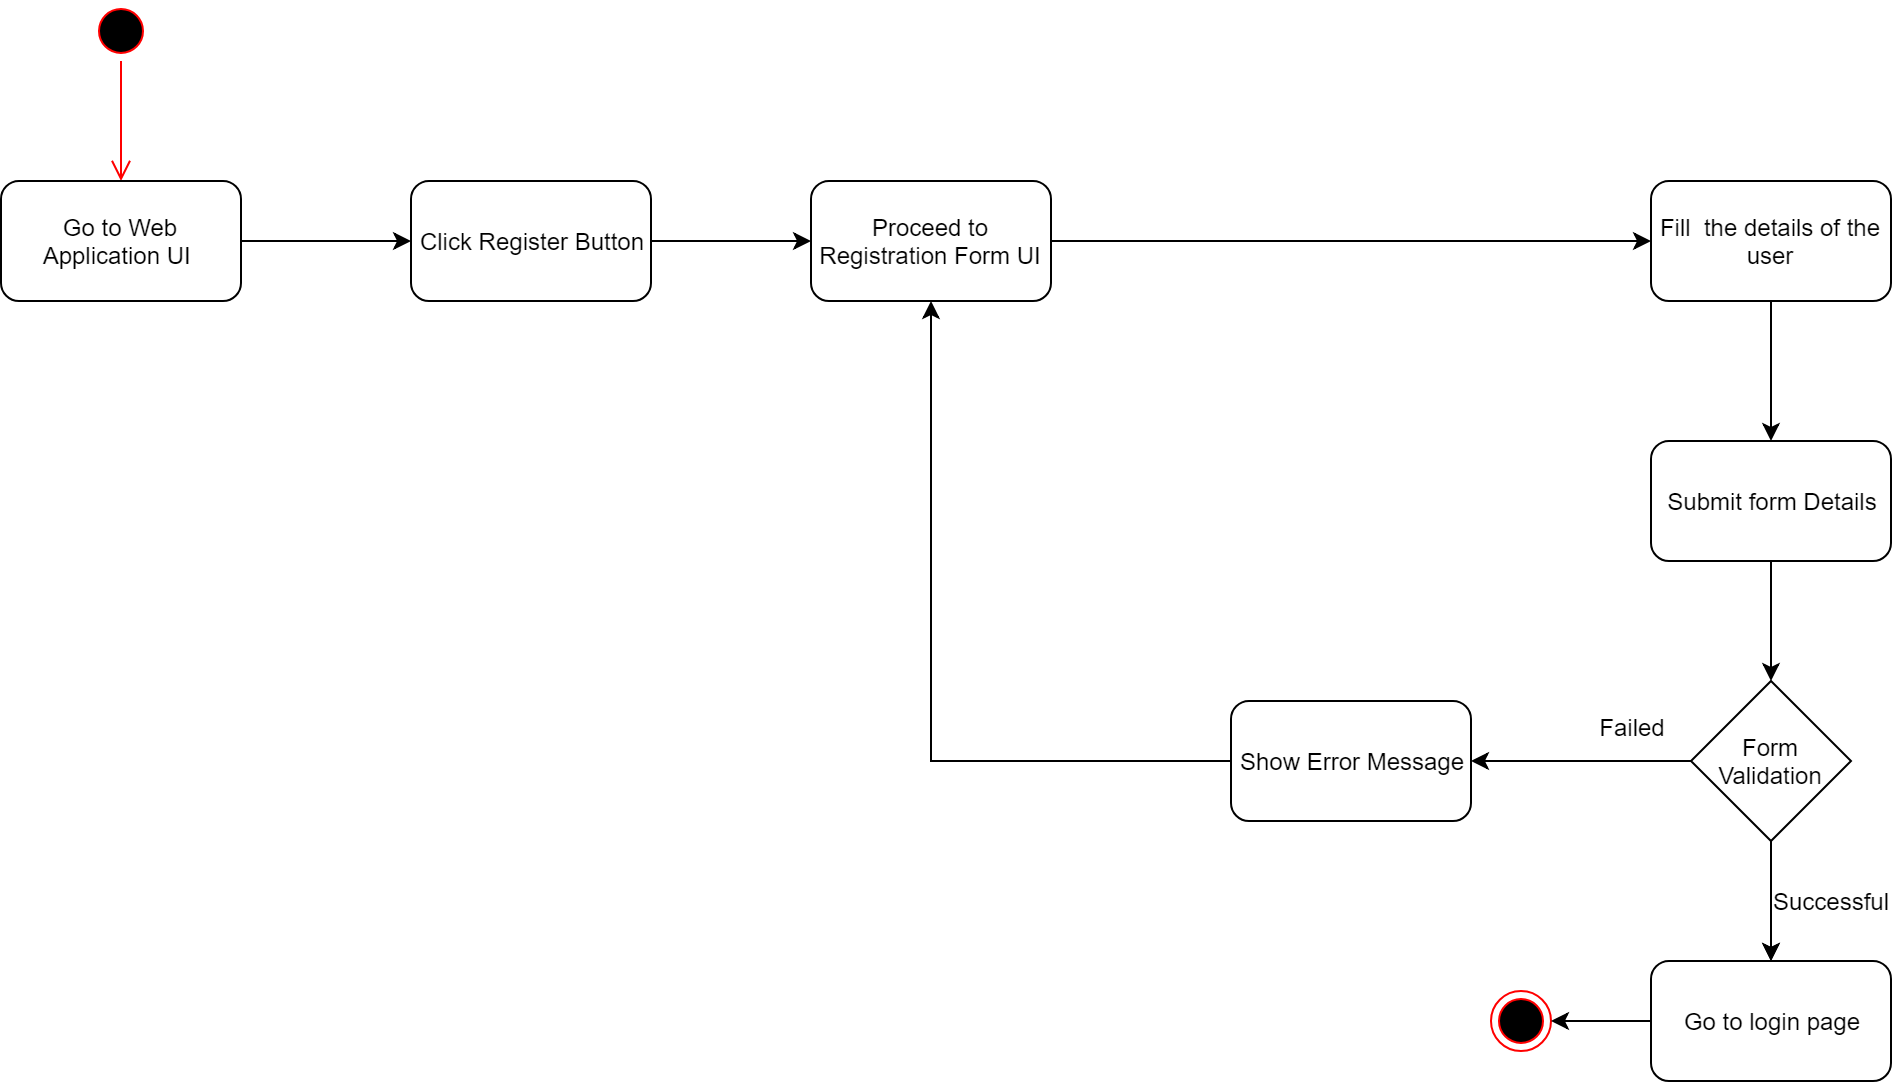 Go to Web
Application UI
Click Register Button
Proceed to
Registration Form UI
Fill  the details of the
user
Submit form Details
Form
Validation
Failed
Show Error Message
Successful
Go to login page